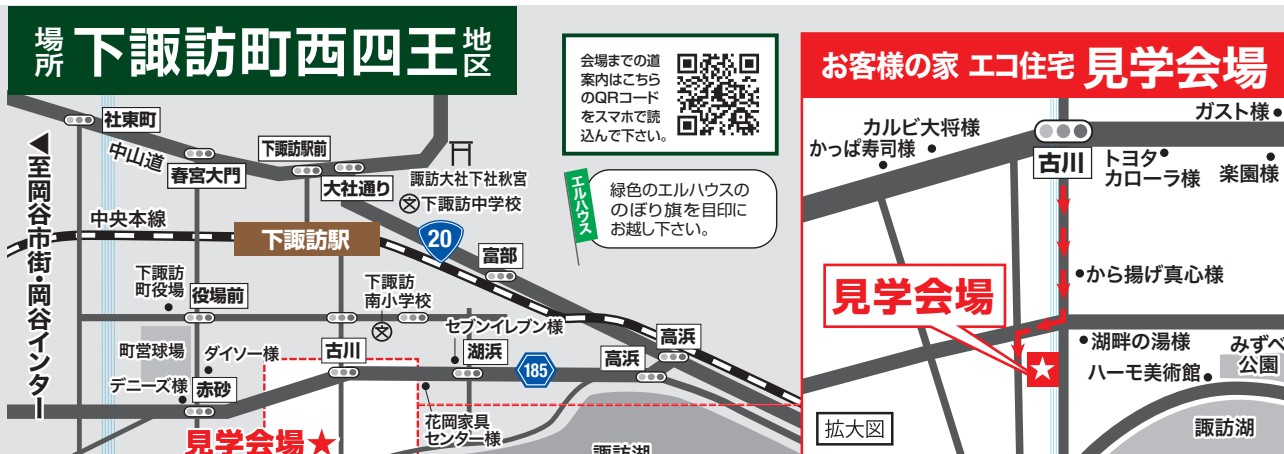 場所 下諏訪町西四王 地区
会場までの道
案内はこちら
のQRコード
をスマホで読
込んで下さい。
エルハウス
緑色のエルハウスの
のぼり旗を目印に
お越し下さい。
◀至岡谷市街・岡谷インター
社東町
中山道
春宮大門
下諏訪駅前
大社通り
諏訪大社下社秋宮
文 下諏訪中学校
中央本線
下諏訪駅
20
富部
下諏訪
町役場
役場前
下諏訪
南小学校
文
セブンイレブン様
高浜
町営球場
ダイソー様
古川
湖浜
185
高浜
デニーズ様
赤砂
花岡家具
センター様
見学会場★
諏訪湖
お客様の家 エコ住宅 見学会場
ガスト様
カルビ大将様
かっぱ寿司様
古川
トヨタ
カローラ様
楽園様
から揚げ真心様
見学会場
湖畔の湯様
ハーモ美術館
みずべ
公園
拡大図
諏訪湖